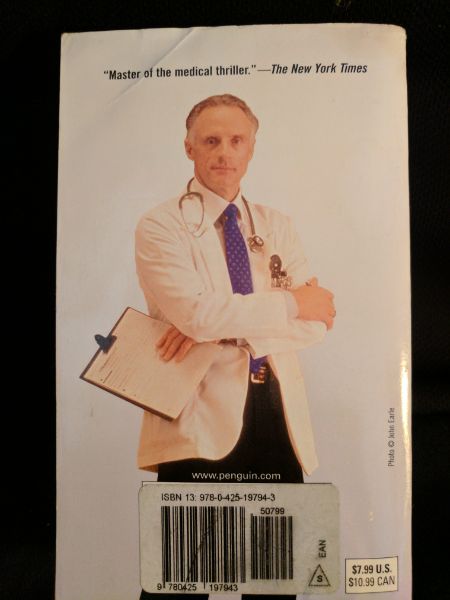 “Master of the medical thriller.”—The New York Times
Photo © John Earle
www.penguin.com
ISBN 13: 978-0-425-19794-3
50799
EAN
S
9 780425 197943
$7.99 U.S.
$10.99 CAN